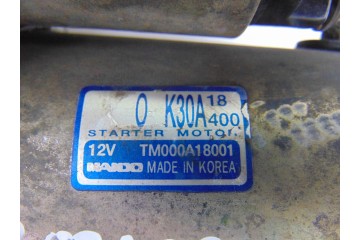 0 K30A 18 400
STARTER MOTOR
12V TM000A18001
MANDO MADE IN KOREA